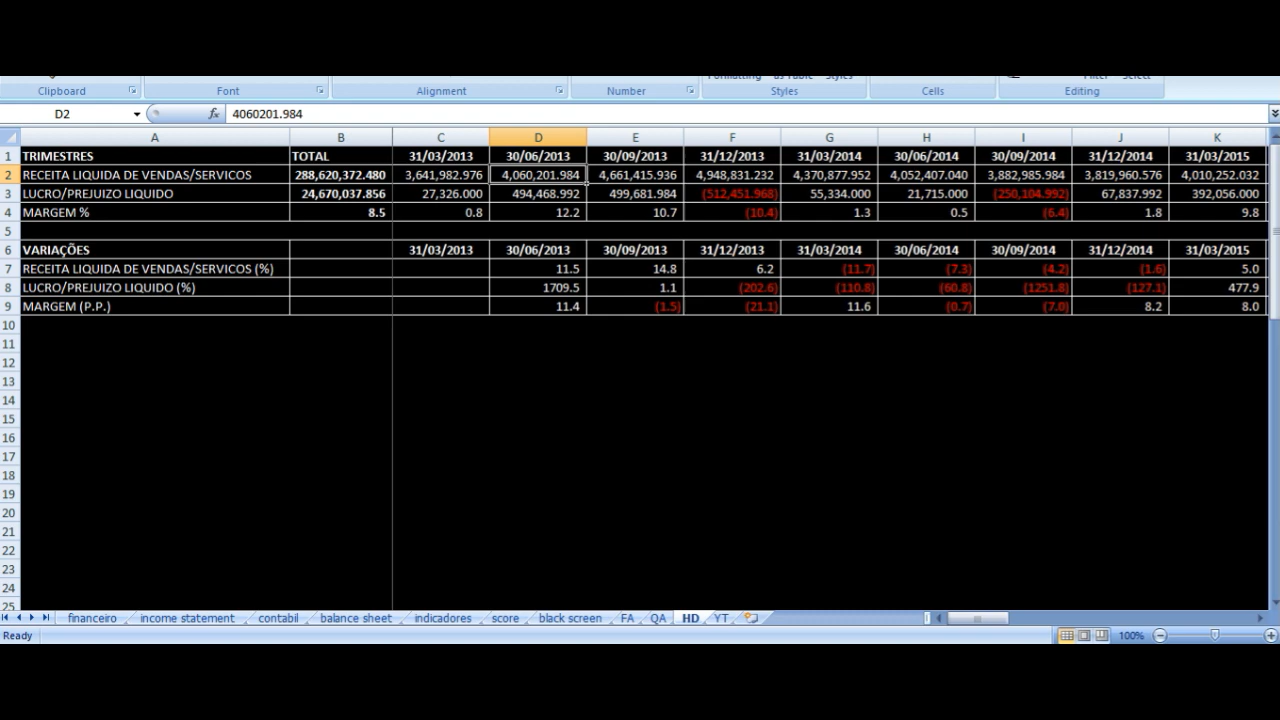 Clipboard Font Alignment Number Styles Cells Editing
D2 fx 4060201.984
A B C D E F G H I J K
1 TRIMESTRES TOTAL 31/03/2013 30/06/2013 30/09/2013 31/12/2013 31/03/2014 30/06/2014 30/09/2014 31/12/2014 31/03/2015
2 RECEITA LIQUIDA DE VENDAS/SERVICOS 288,620,372.480 3,641,982.976 4,060,201.984 4,661,415.936 4,948,831.232 4,370,877.952 4,052,407.040 3,882,985.984 3,819,960.576 4,010,252.032
3 LUCRO/PREJUIZO LIQUIDO 24,670,037.856 27,326.000 494,468.992 499,681.984 (512,451.968) 55,334.000 21,715.000 (250,104.992) 67,837.992 392,056.000
4 MARGEM % 8.5 0.8 12.2 10.7 (10.4) 1.3 0.5 (6.4) 1.8 9.8
5
6 VARIAÇÕES 31/03/2013 30/06/2013 30/09/2013 31/12/2013 31/03/2014 30/06/2014 30/09/2014 31/12/2014 31/03/2015
7 RECEITA LIQUIDA DE VENDAS/SERVICOS (%) 11.5 14.8 6.2 (11.7) (7.3) (4.2) (1.6) 5.0
8 LUCRO/PREJUIZO LIQUIDO (%) 1709.5 1.1 (202.6) (110.8) (60.8) (1251.8) (127.1) 477.9
9 MARGEM (P.P.) 11.4 (1.5) (21.1) 11.6 (0.7) (7.0) 8.2 8.0
10
11
12
13
14
15
16
17
18
19
20
21
22
23
24
25
financeiro income statement contabil balance sheet indicadores score black screen FA QA HD YT
Ready 100%